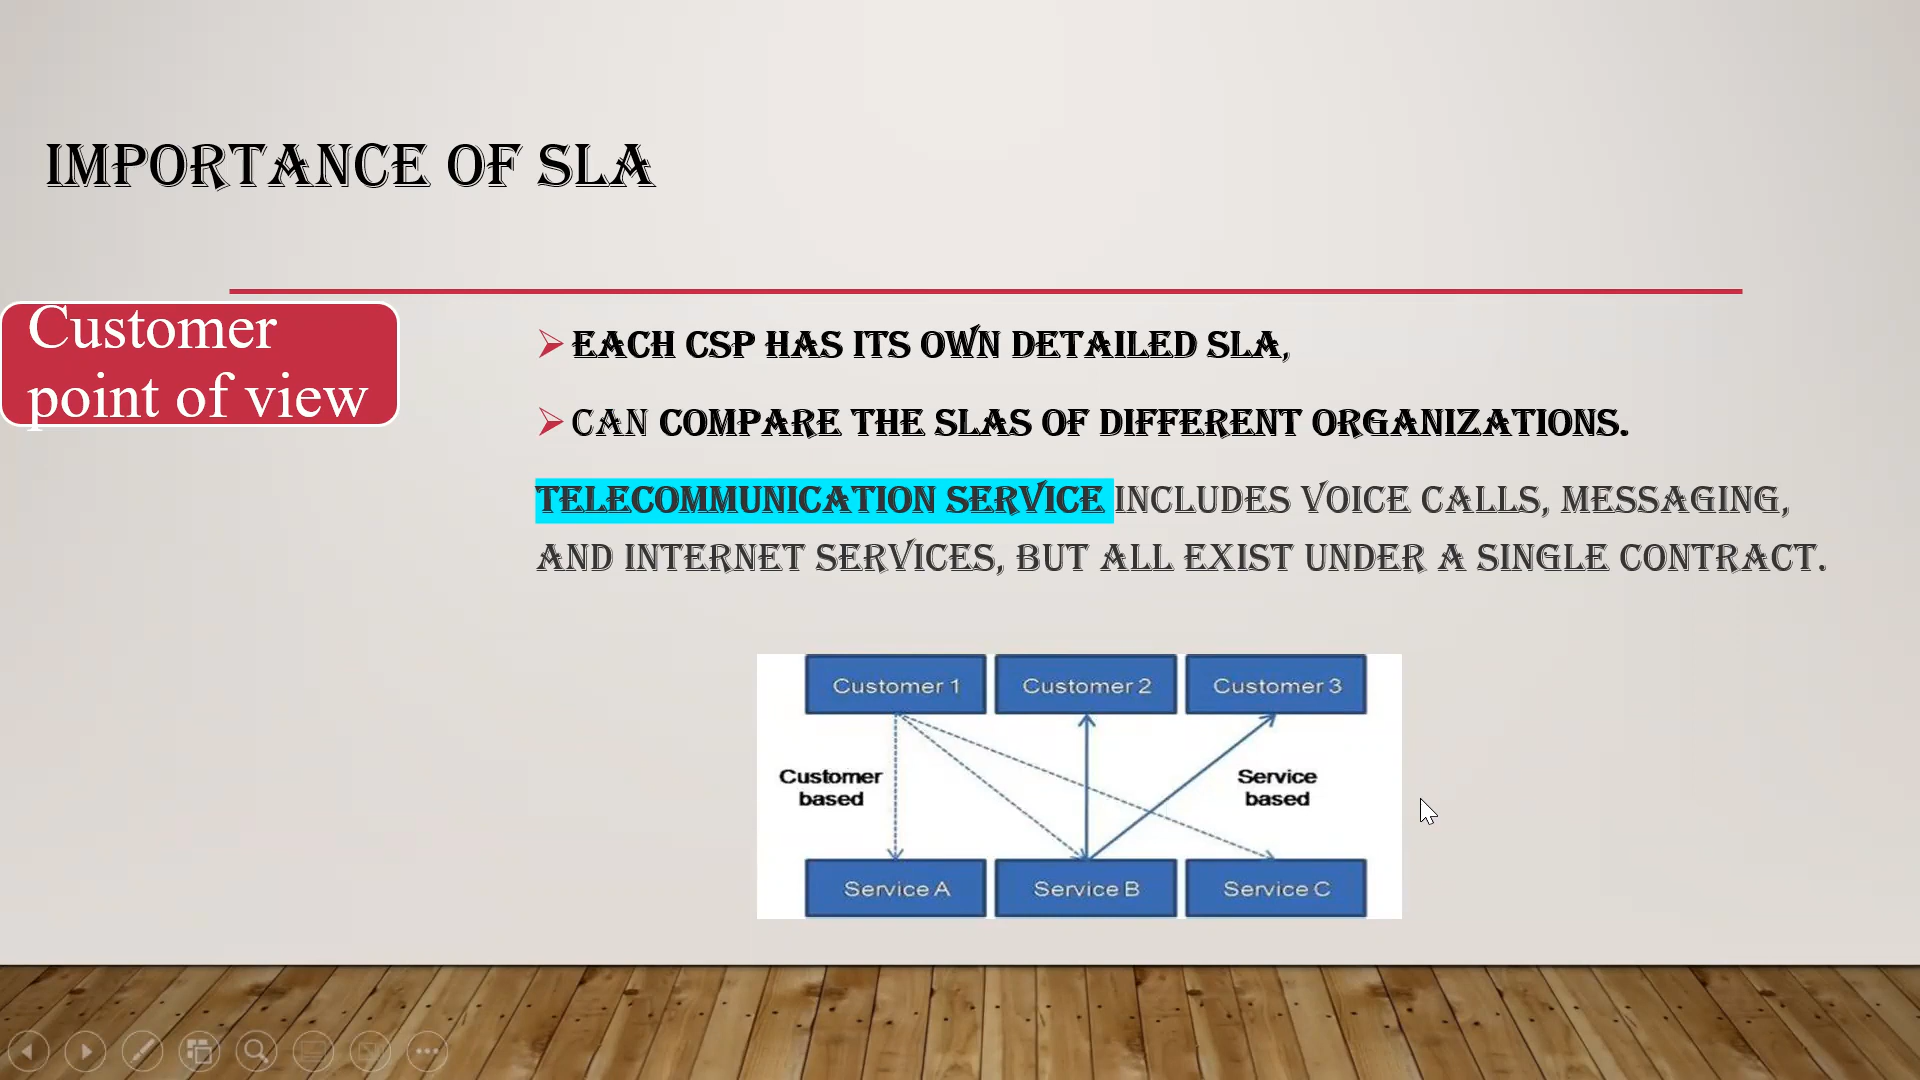 IMPORTANCE OF SLA
Customer
point of view
EACH CSP HAS ITS OWN DETAILED SLA,
CAN COMPARE THE SLAS OF DIFFERENT ORGANIZATIONS.
TELECOMMUNICATION SERVICE INCLUDES VOICE CALLS, MESSAGING,
AND INTERNET SERVICES, BUT ALL EXIST UNDER A SINGLE CONTRACT.
Customer 1 Customer 2 Customer 3
Customer
based
Service
based
Service A Service B Service C